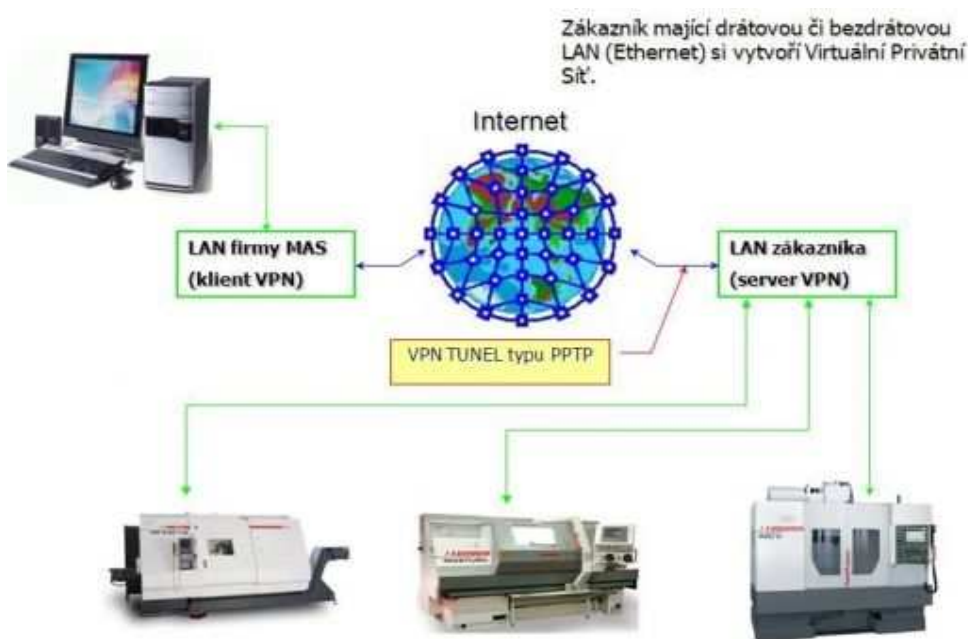 Zákazník mající drátovou či bezdrátovou
LAN (Ethernet) si vytvoří Virtuální Privátní
Síť.
Internet
LAN firmy MAS
(klient VPN)
LAN zákazníka
(server VPN)
VPN TUNEL typu PPTP